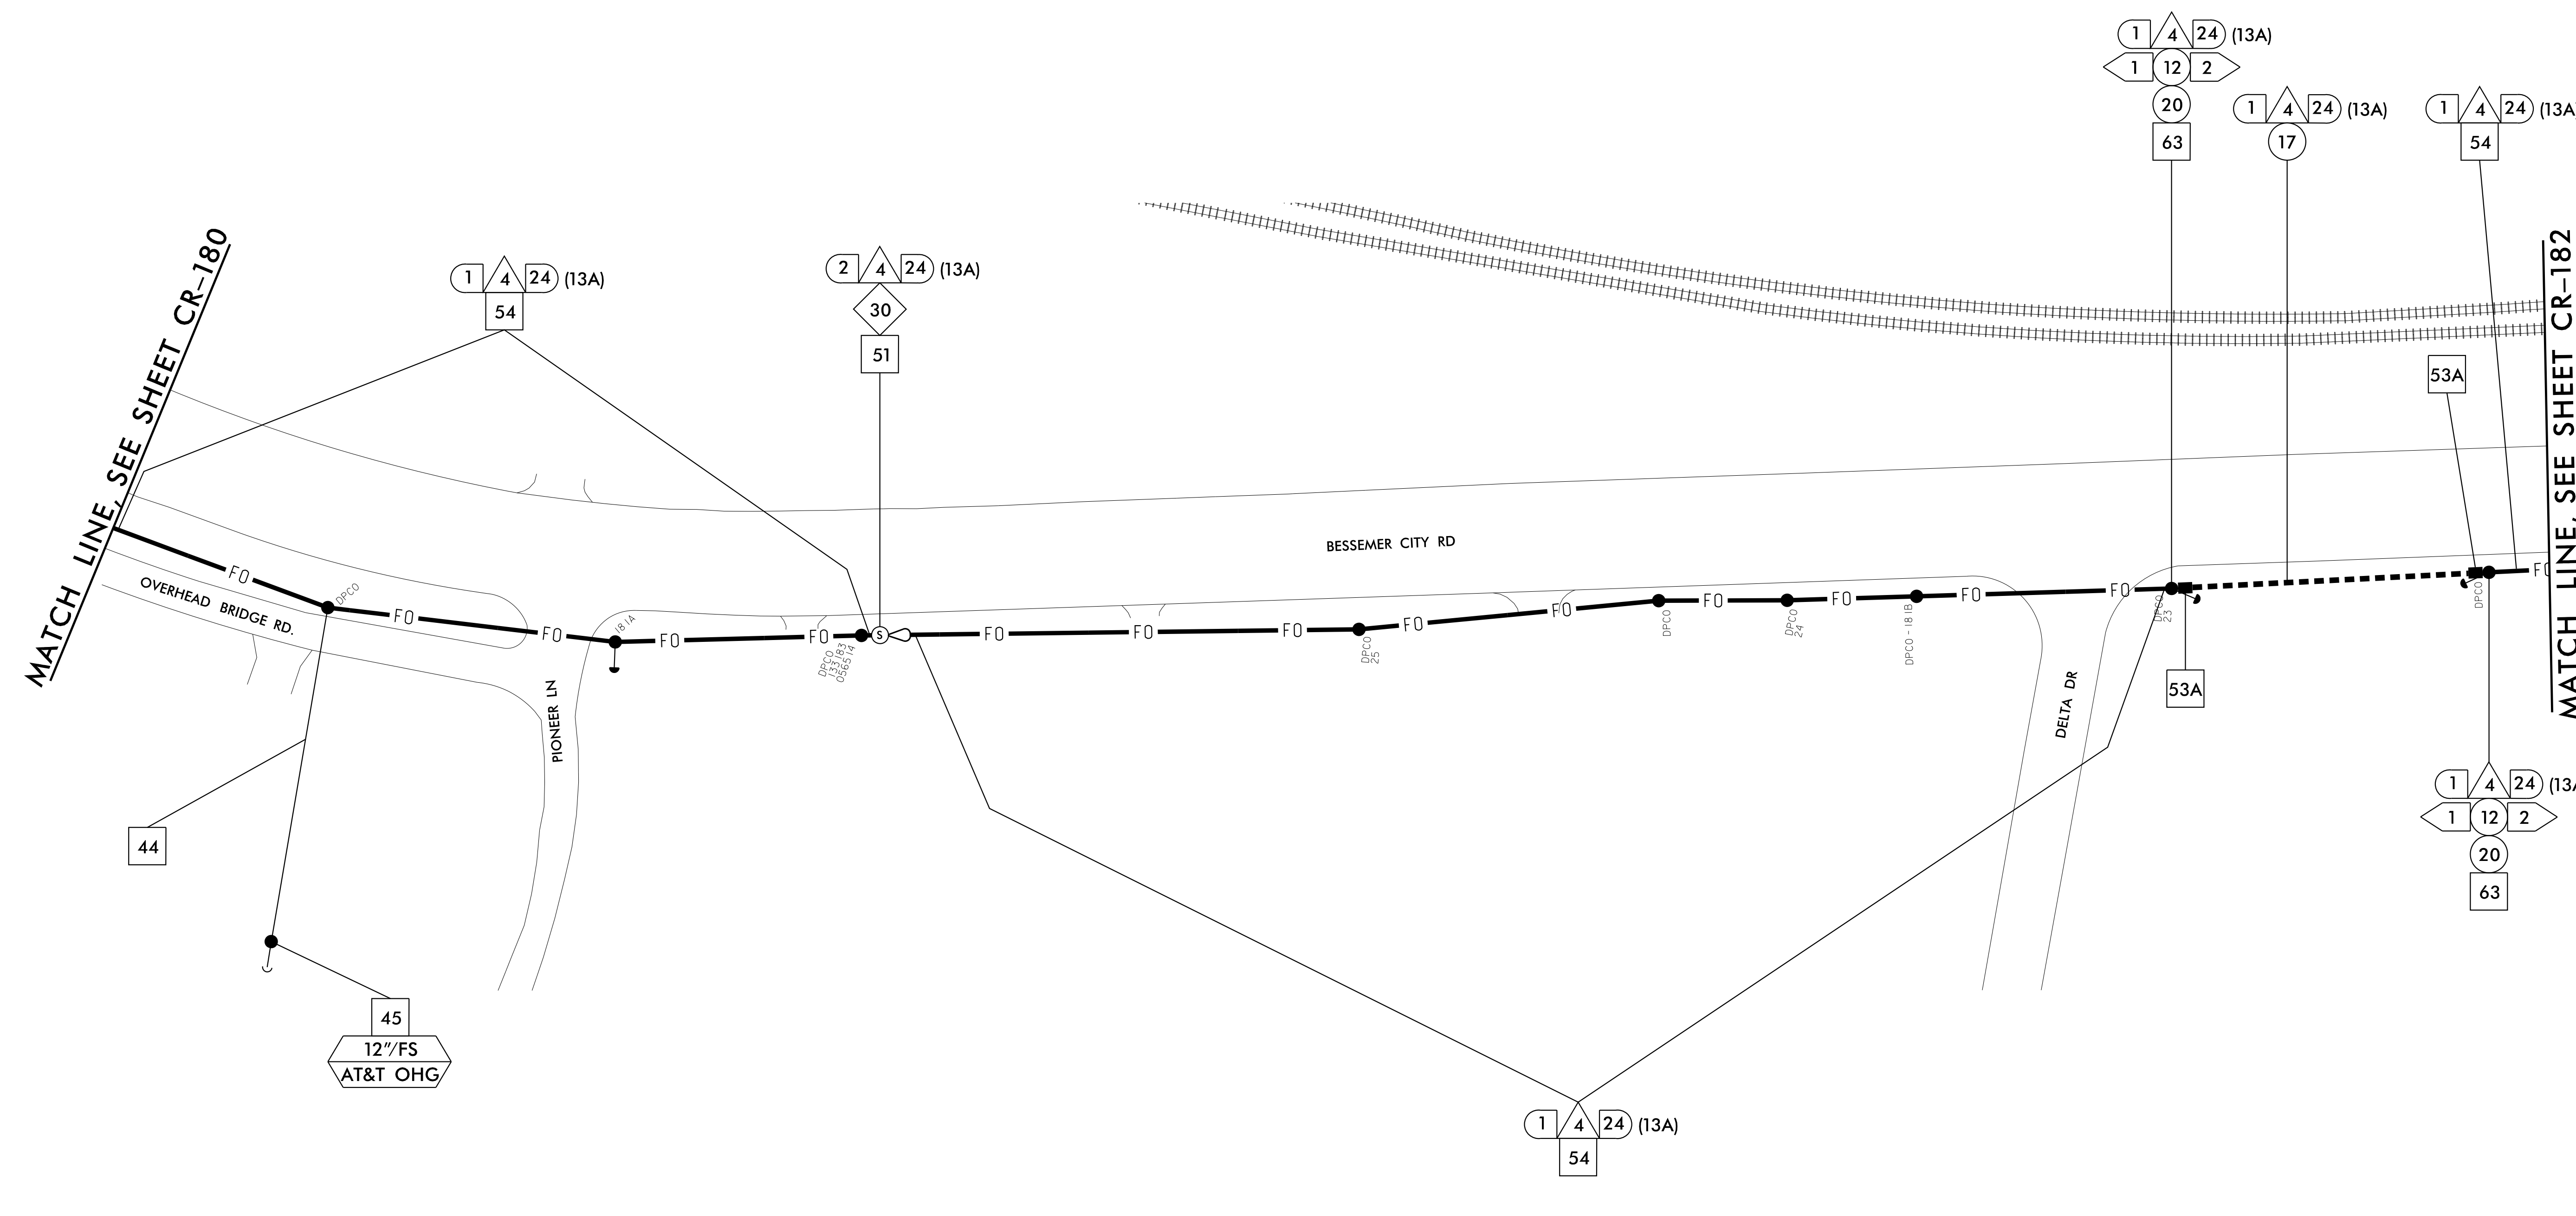 1 4 24 (13A)
1 12 2
20
63
1 4 24 (13A)
17
1 4 24 (13A
54
MATCH LINE, SEE SHEET CR-180
1 4 24 (13A)
54
2 4 24 (13A)
30
51
53A
MATCH LINE, SEE SHEET CR-182
BESSEMER CITY RD
OVERHEAD BRIDGE RD.
FO
DPCO
FO
FO
181A
FO
FO
DPCO
133183
056514
S
FO
FO
FO
DPCO
25
FO
FO
DPCO
FO
DPCO
24
FO
DPCO - 181B
FO
FO
DPCO
23
DPCO
FO
PIONEER LN
DELTA DR
53A
44
1 4 24 (13A
1 12 2
20
63
45
12"/FS
AT&T OHG
1 4 24 (13A)
54